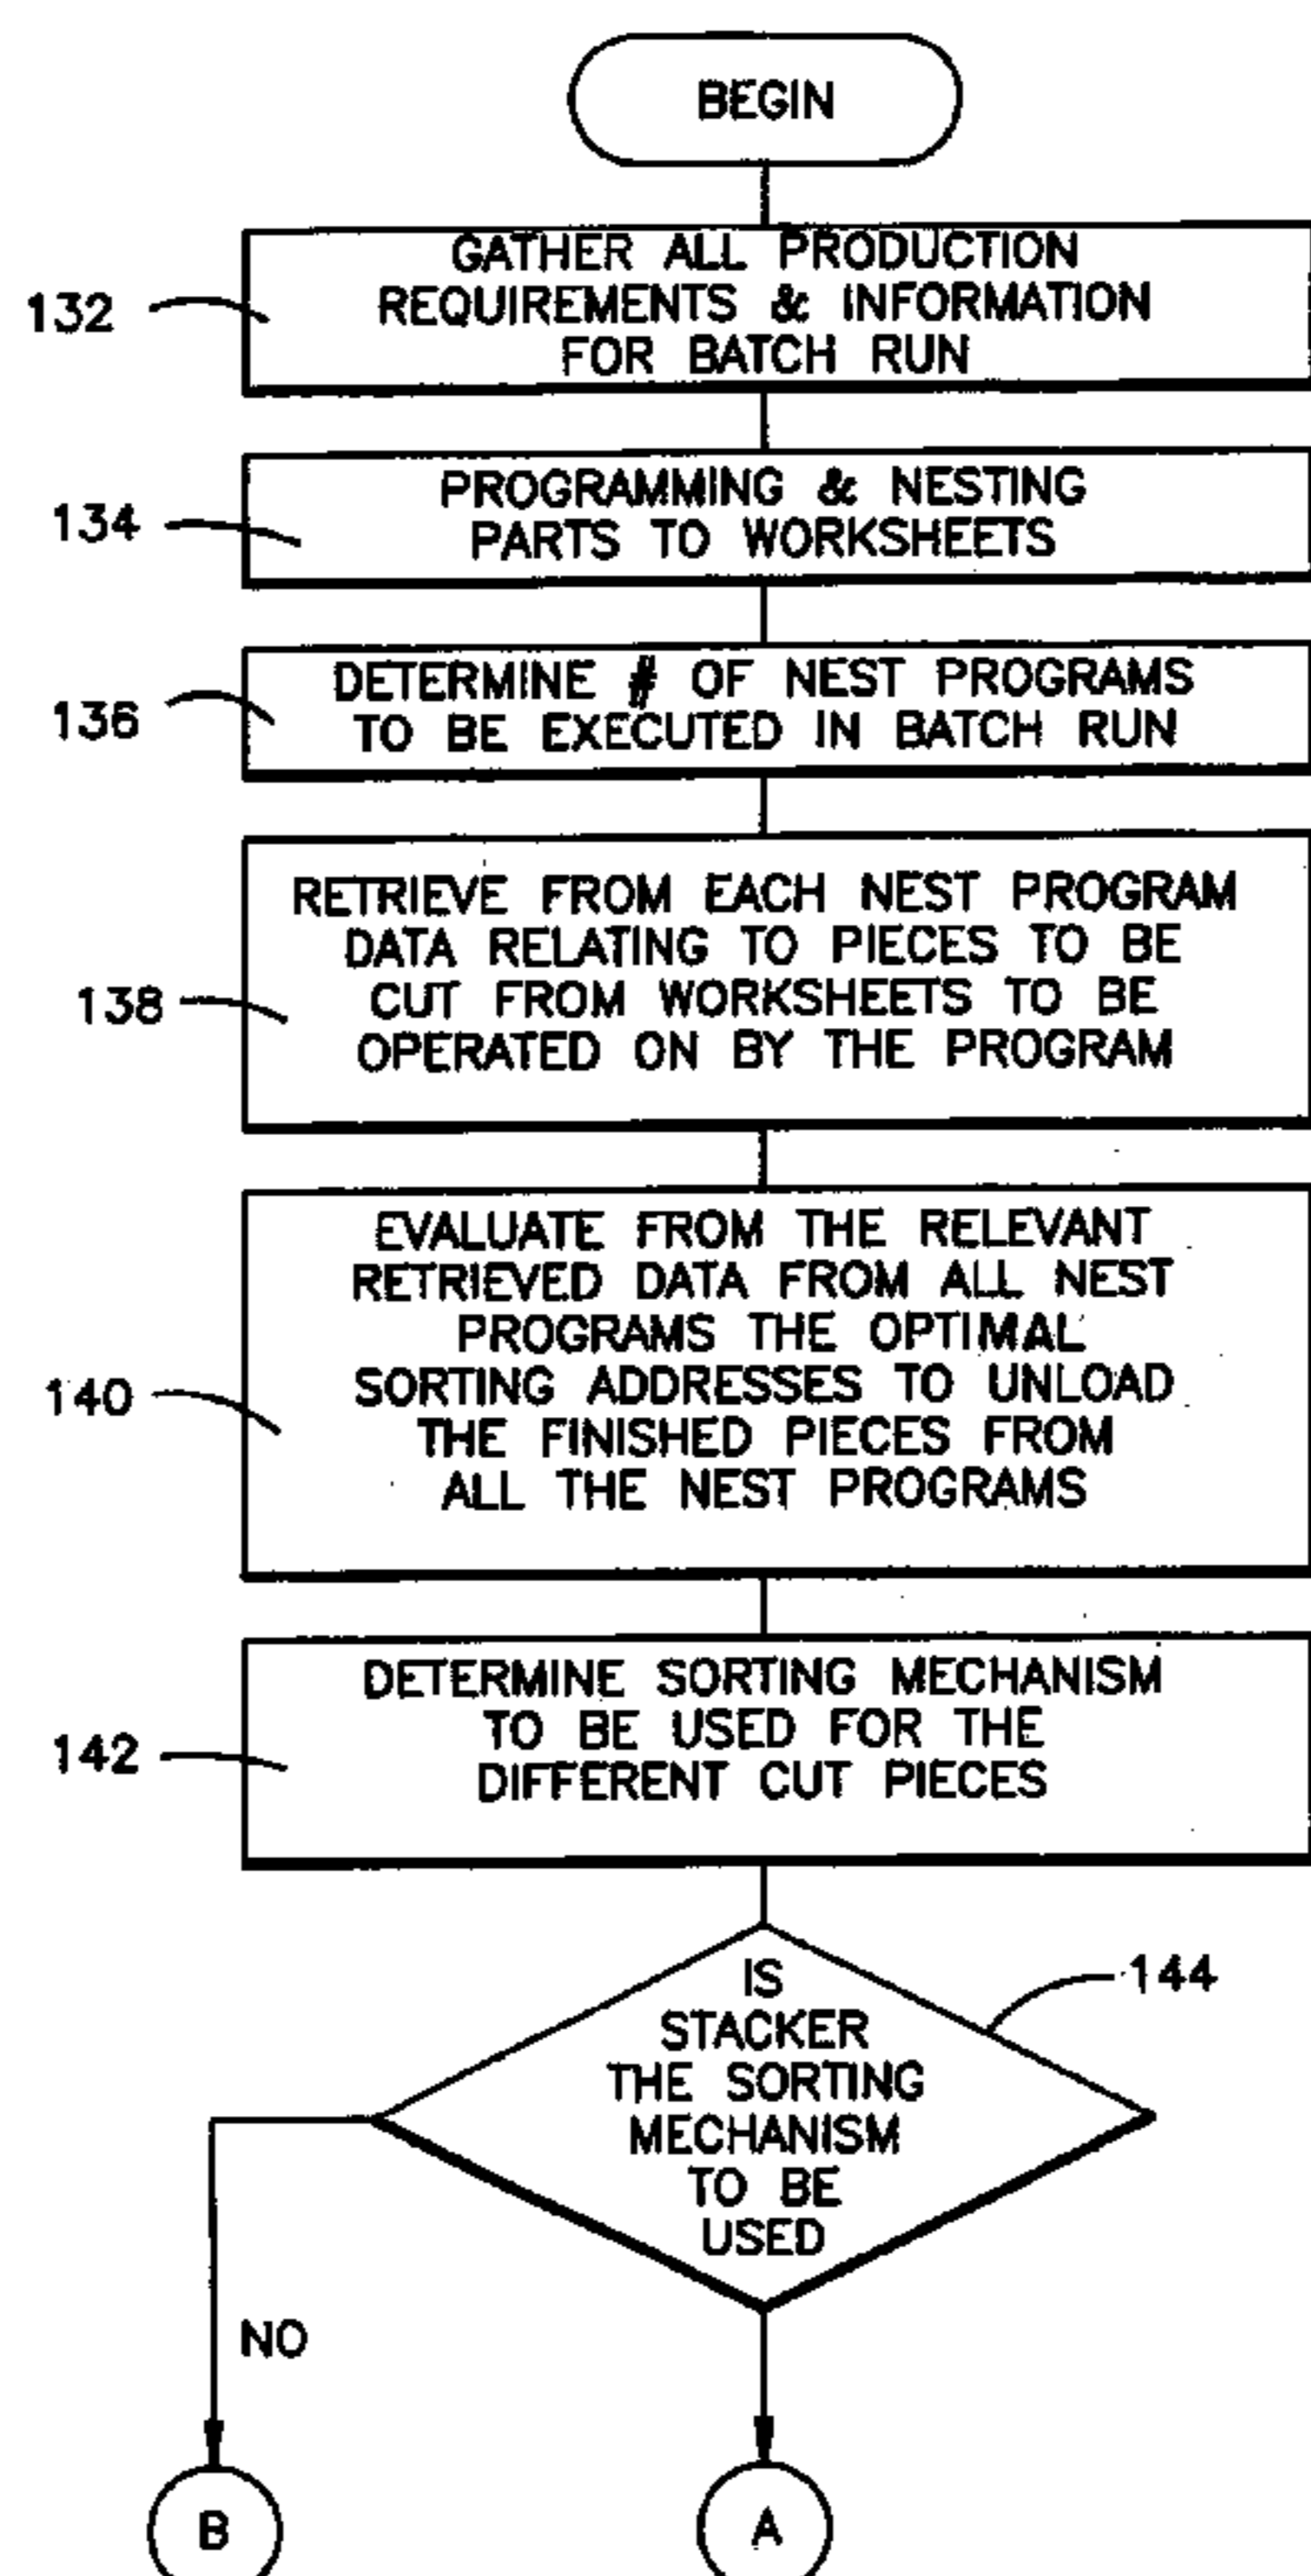 BEGIN
132
GATHER ALL PRODUCTION
REQUIREMENTS & INFORMATION
FOR BATCH RUN
134
PROGRAMMING & NESTING
PARTS TO WORKSHEETS
136
DETERMINE # OF NEST PROGRAMS
TO BE EXECUTED IN BATCH RUN
138
RETRIEVE FROM EACH NEST PROGRAM
DATA RELATING TO PIECES TO BE
CUT FROM WORKSHEETS TO BE
OPERATED ON BY THE PROGRAM
140
EVALUATE FROM THE RELEVANT
RETRIEVED DATA FROM ALL NEST
PROGRAMS THE OPTIMAL
SORTING ADDRESSES TO UNLOAD
THE FINISHED PIECES FROM
ALL THE NEST PROGRAMS
142
DETERMINE SORTING MECHANISM
TO BE USED FOR THE
DIFFERENT CUT PIECES
144
IS
STACKER
THE SORTING
MECHANISM
TO BE
USED
NO
B
A